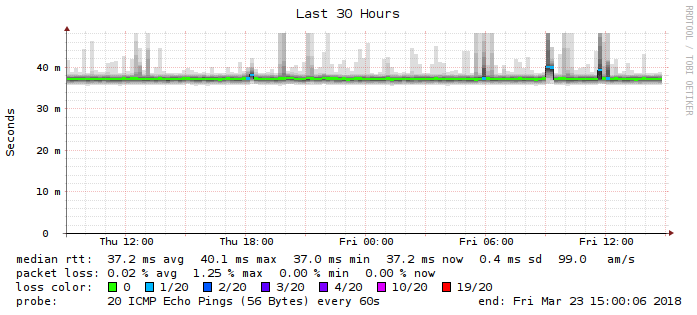 Last 30 Hours
RRDTOOL / TOBI OETIKER
Seconds
40 m
30 m
20 m
10 m
0
Thu 12:00 Thu 18:00 Fri 00:00 Fri 06:00 Fri 12:00
median rtt: 37.2 ms avg 40.1 ms max 37.0 ms min 37.2 ms now 0.4 ms sd 99.0 am/s
packet loss: 0.02 % avg 1.25 % max 0.00 % min 0.00 % now
loss color: 0 1/20 2/20 3/20 4/20 10/20 19/20
probe: 20 ICMP Echo Pings (56 Bytes) every 60s end: Fri Mar 23 15:00:06 2018